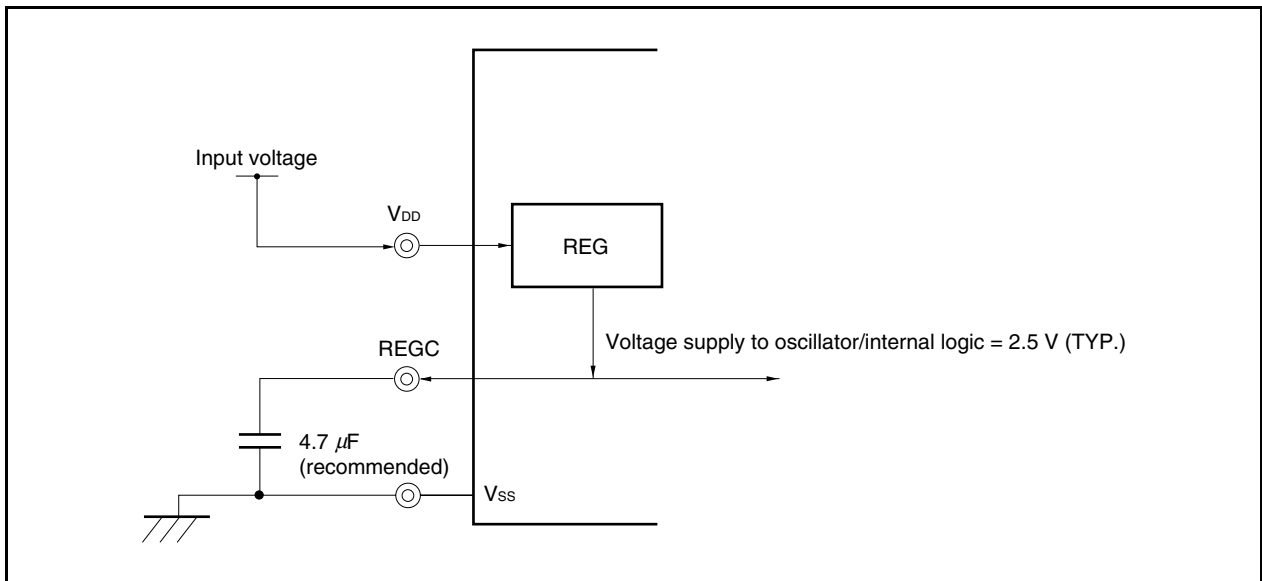 Input voltage
VDD
REG
Voltage supply to oscillator/internal logic = 2.5 V (TYP.)
REGC
4.7 μF
(recommended)
VSS